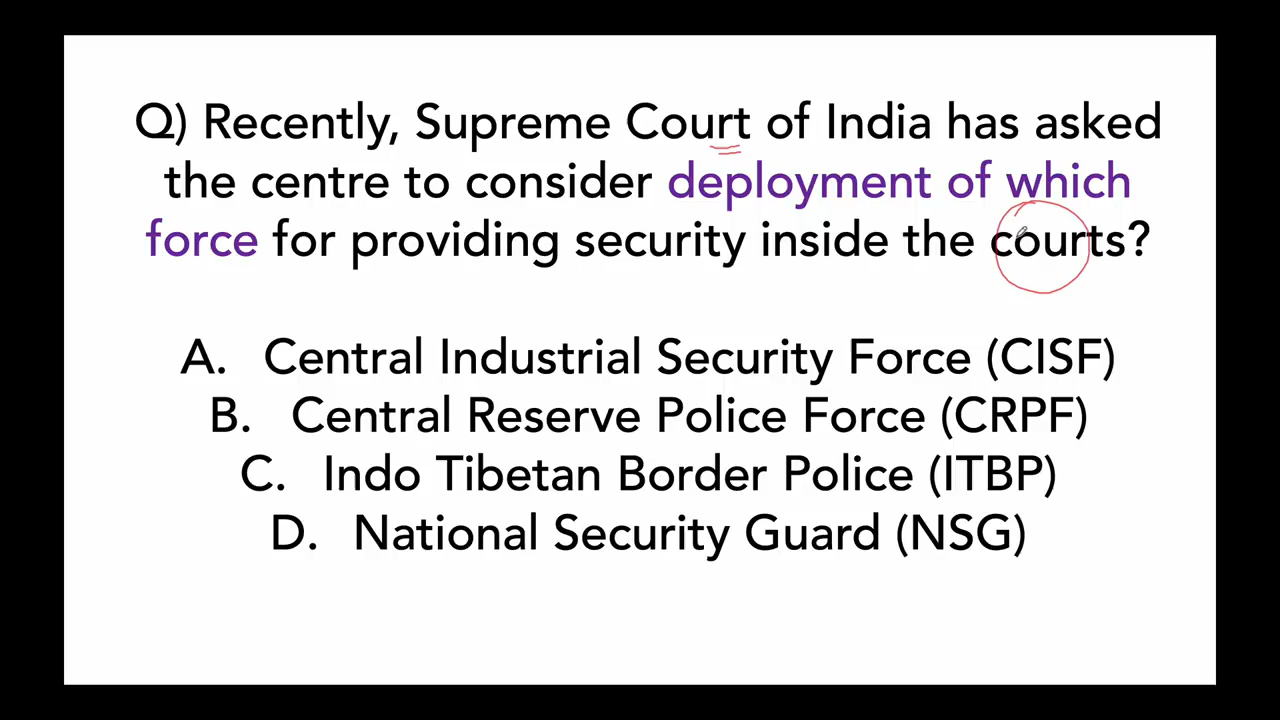 Q) Recently, Supreme Court of India has asked
the centre to consider deployment of which
force for providing security inside the courts?
A. Central Industrial Security Force (CISF)
B. Central Reserve Police Force (CRPF)
C. Indo Tibetan Border Police (ITBP)
D. National Security Guard (NSG)